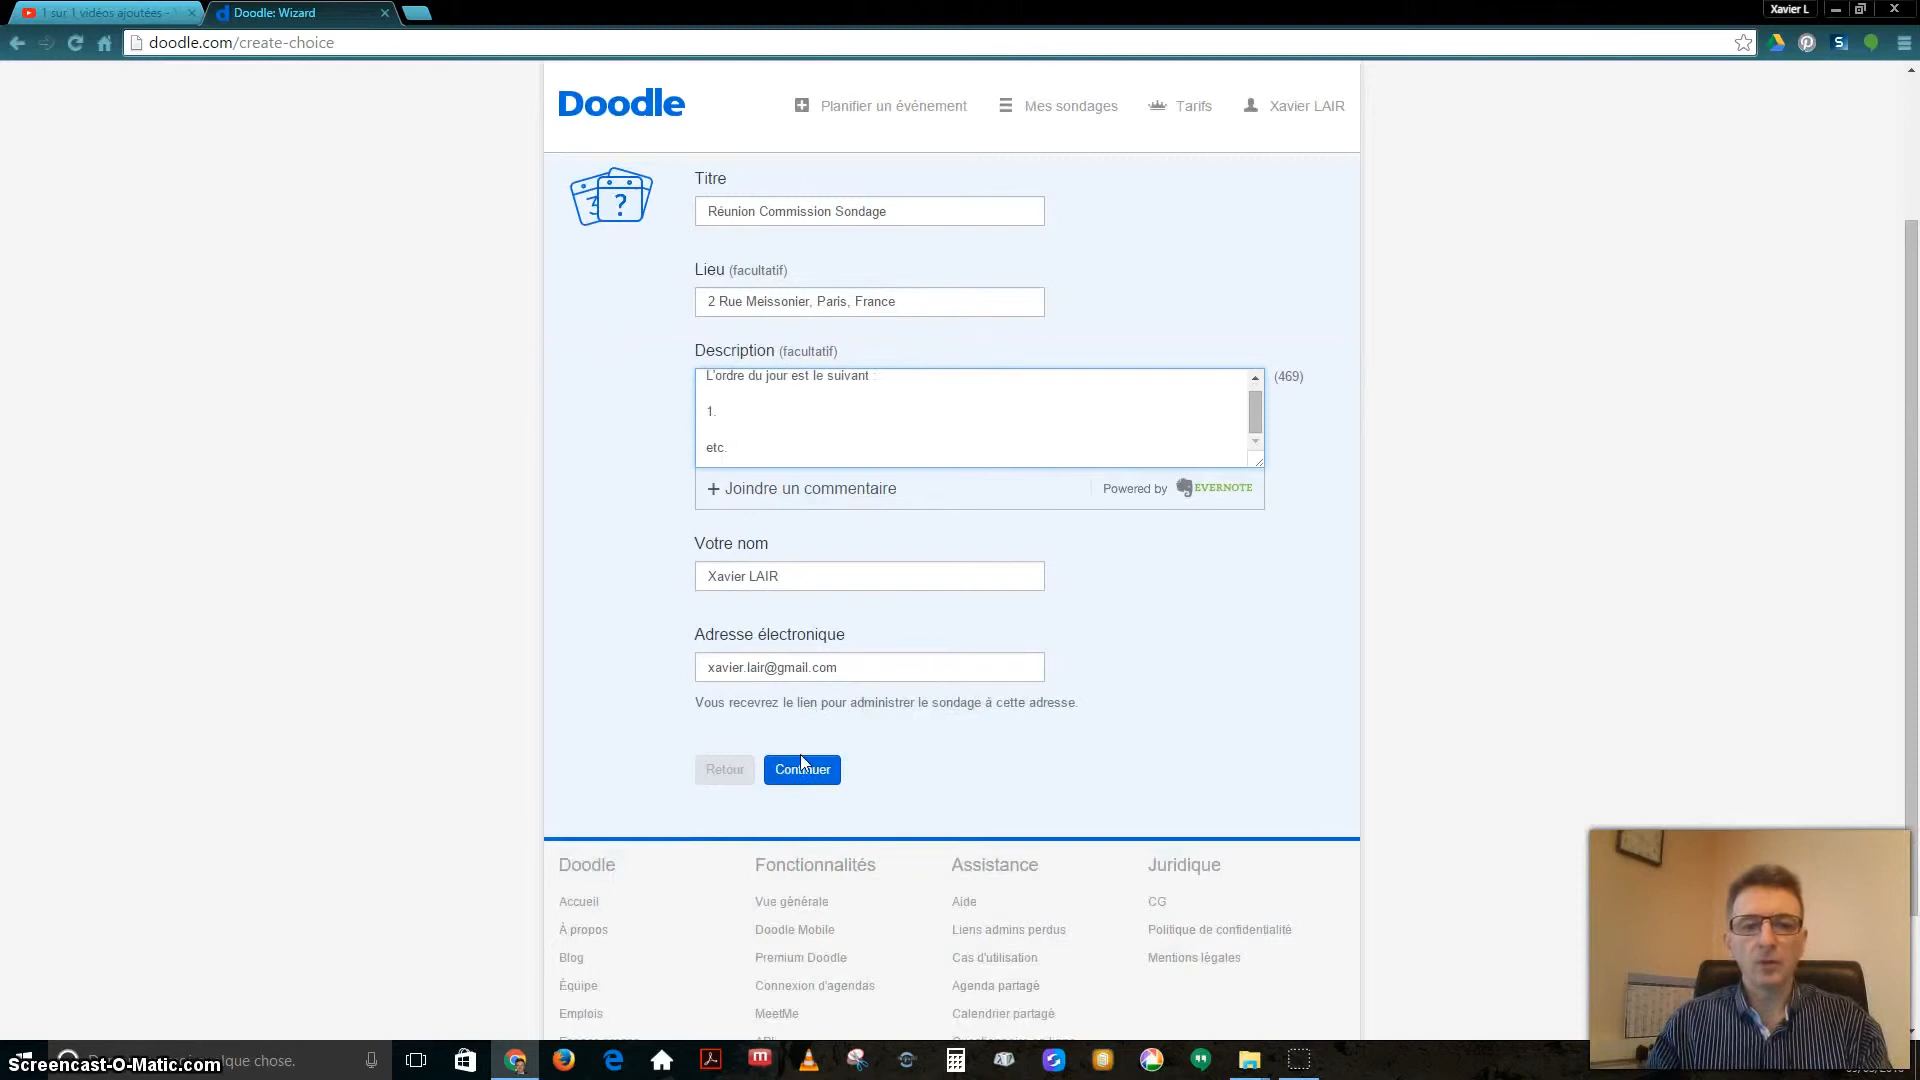 1 sur 1 vidéos ajoutées -
Doodle: Wizard
Xavier L
doodle.com/create-choice
Doodle
Planifier un événement
Mes sondages
Tarifs
Xavier LAIR
Titre
Réunion Commission Sondage
Lieu (facultatif)
2 Rue Meissonier, Paris, France
Description (facultatif)
L'ordre du jour est le suivant :
(469)
1.
etc.
+ Joindre un commentaire
Powered by EVERNOTE
Votre nom
Xavier LAIR
Adresse électronique
xavier.lair@gmail.com
Vous recevrez le lien pour administrer le sondage à cette adresse.
Retour
Continuer
Doodle
Fonctionnalités
Assistance
Juridique
Accueil
Vue générale
Aide
CG
À propos
Doodle Mobile
Liens admins perdus
Politique de confidentialité
Blog
Premium Doodle
Cas d'utilisation
Mentions légales
Équipe
Connexion d'agendas
Agenda partagé
Emplois
MeetMe
Calendrier partagé
Screencast-O-Matic.com